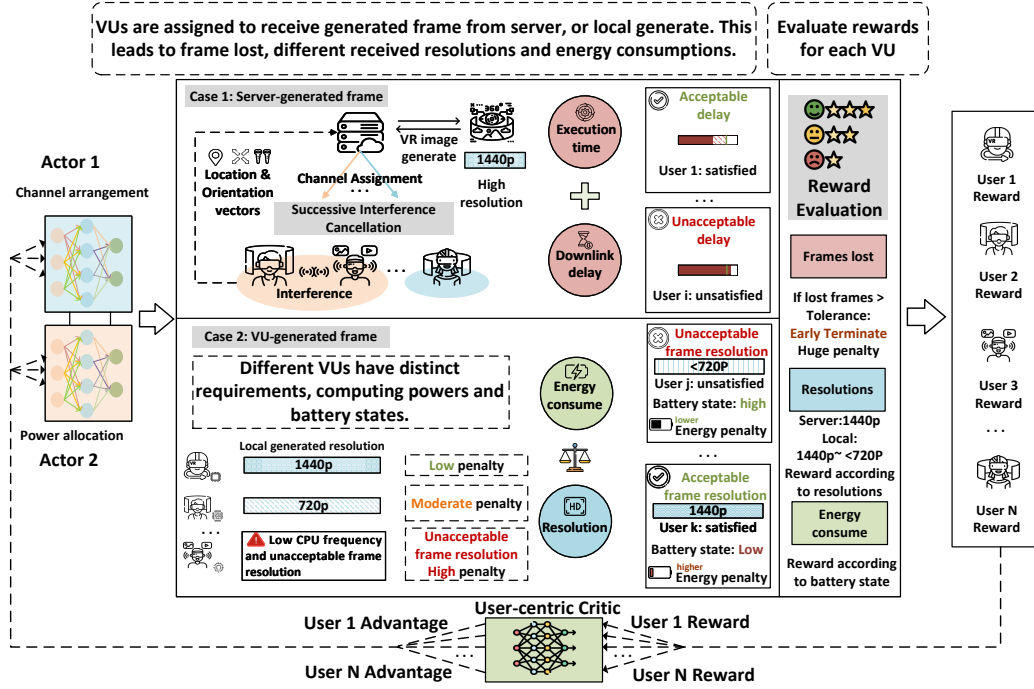 VUs are assigned to receive generated frame from server, or local generate. This
leads to frame lost, different received resolutions and energy consumptions.
Evaluate rewards
for each VU
Actor 1
Channel arrangement
Power allocation
Actor 2
Case 1: Server-generated frame
Location &
Orientation
vectors
VR image
generate
360°
1440p
High
resolution
Channel Assignment
...
Successive Interference
Cancellation
...
Interference
Execution
time
Downlink
delay
Acceptable
delay
User 1: satisfied
...
Unacceptable
delay
User i: unsatisfied
Case 2: VU-generated frame
Different VUs have distinct
requirements, computing powers and
battery states.
Local generated resolution
1440p
Low penalty
720p
Moderate penalty
...
Low CPU frequency
and unacceptable frame
resolution
Unacceptable
frame resolution
High penalty
Energy
consume
HD
Resolution
Unacceptable
frame resolution
<720P
User j: unsatisfied
Battery state: high
lower
Energy penalty
...
Acceptable
frame resolution
1440p
User k: satisfied
Battery state: Low
higher
Energy penalty
Reward
Evaluation
Frames lost
If lost frames >
Tolerance:
Early Terminate
Huge penalty
Resolutions
Server:1440p
Local:
1440p~ <720P
Reward according
to resolutions
Energy
consume
Reward according
to battery state
VR
User 1
Reward
User 2
Reward
User 3
Reward
...
User N
Reward
User-centric Critic
User 1 Advantage
...
User N Advantage
User 1 Reward
...
User N Reward